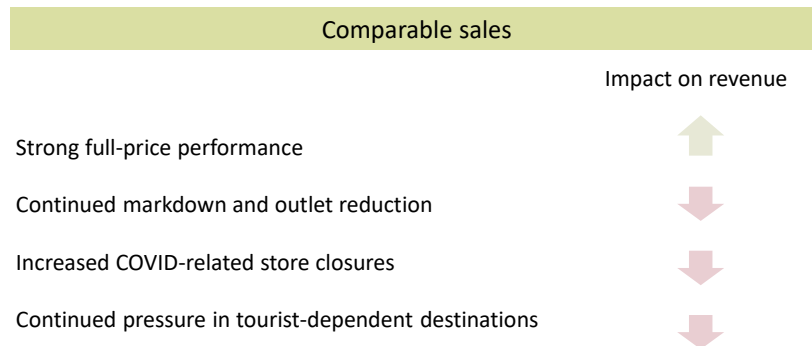 Comparable sales
Impact on revenue
Strong full-price performance
Continued markdown and outlet reduction
Increased COVID-related store closures
Continued pressure in tourist-dependent destinations